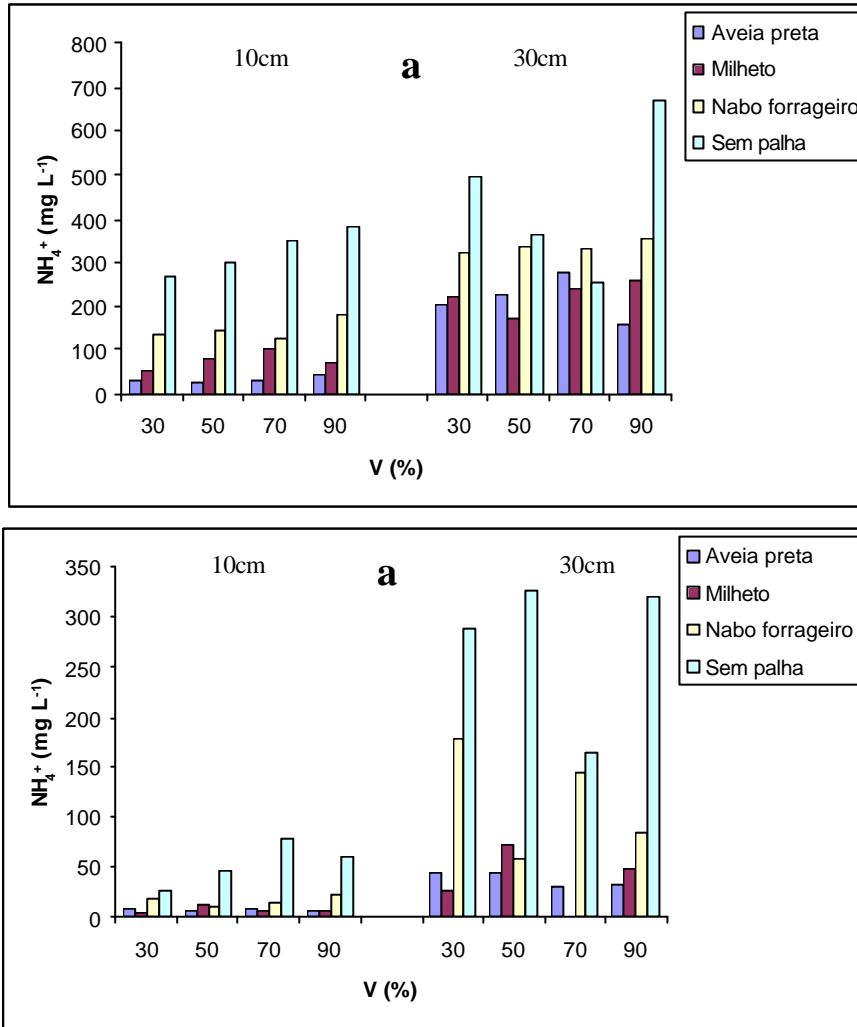 10cm
a
30cm
Aveia preta
Milheto
Nabo forrageiro
Sem palha
NH₄⁺ (mg L⁻¹)
800
700
600
500
400
300
200
100
0
30 50 70 90 30 50 70 90
V (%)
10cm
a
30cm
Aveia preta
Milheto
Nabo forrageiro
Sem palha
NH₄⁺ (mg L⁻¹)
350
300
250
200
150
100
50
0
30 50 70 90 30 50 70 90
V (%)